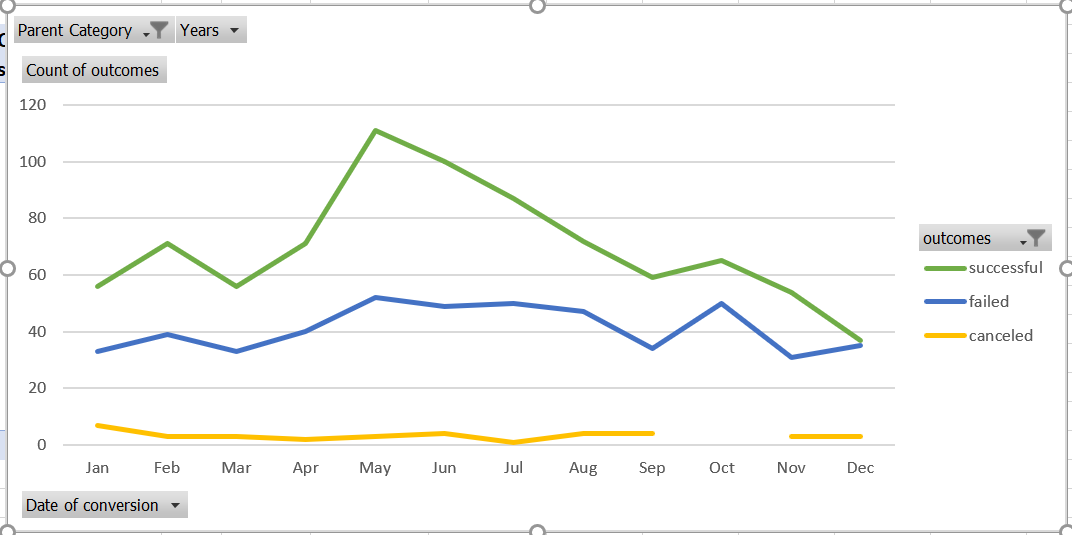 Parent Category Years
Count of outcomes
120
100
80
60
40
20
0
Jan Feb Mar Apr May Jun Jul Aug Sep Oct Nov Dec
Date of conversion
outcomes
successful
failed
canceled